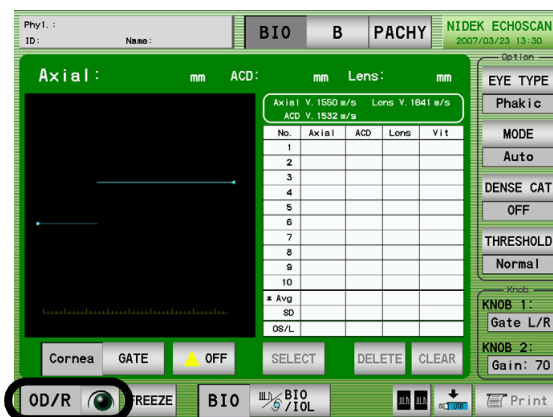 Phy1. :
ID: Name:
BIO B PACHY
NIDEK ECHOSCAN
2007/03/23 13:30
Axial: mm ACD: mm Lens: mm
Axial V. 1550 m/s Lens V. 1641 m/s
ACD V. 1532 m/s
No. Axial ACD Lens Vit
1
2
3
4
5
6
7
8
9
10
* Avg
SD
OS/L
Option
EYE TYPE
Phakic
MODE
Auto
DENSE CAT
OFF
THRESHOLD
Normal
Knob
KNOB 1:
Gate L/R
KNOB 2:
Gain: 70
Cornea GATE OFF SELECT DELETE CLEAR
OD/R FREEZE BIO BIO/IOL USB Print